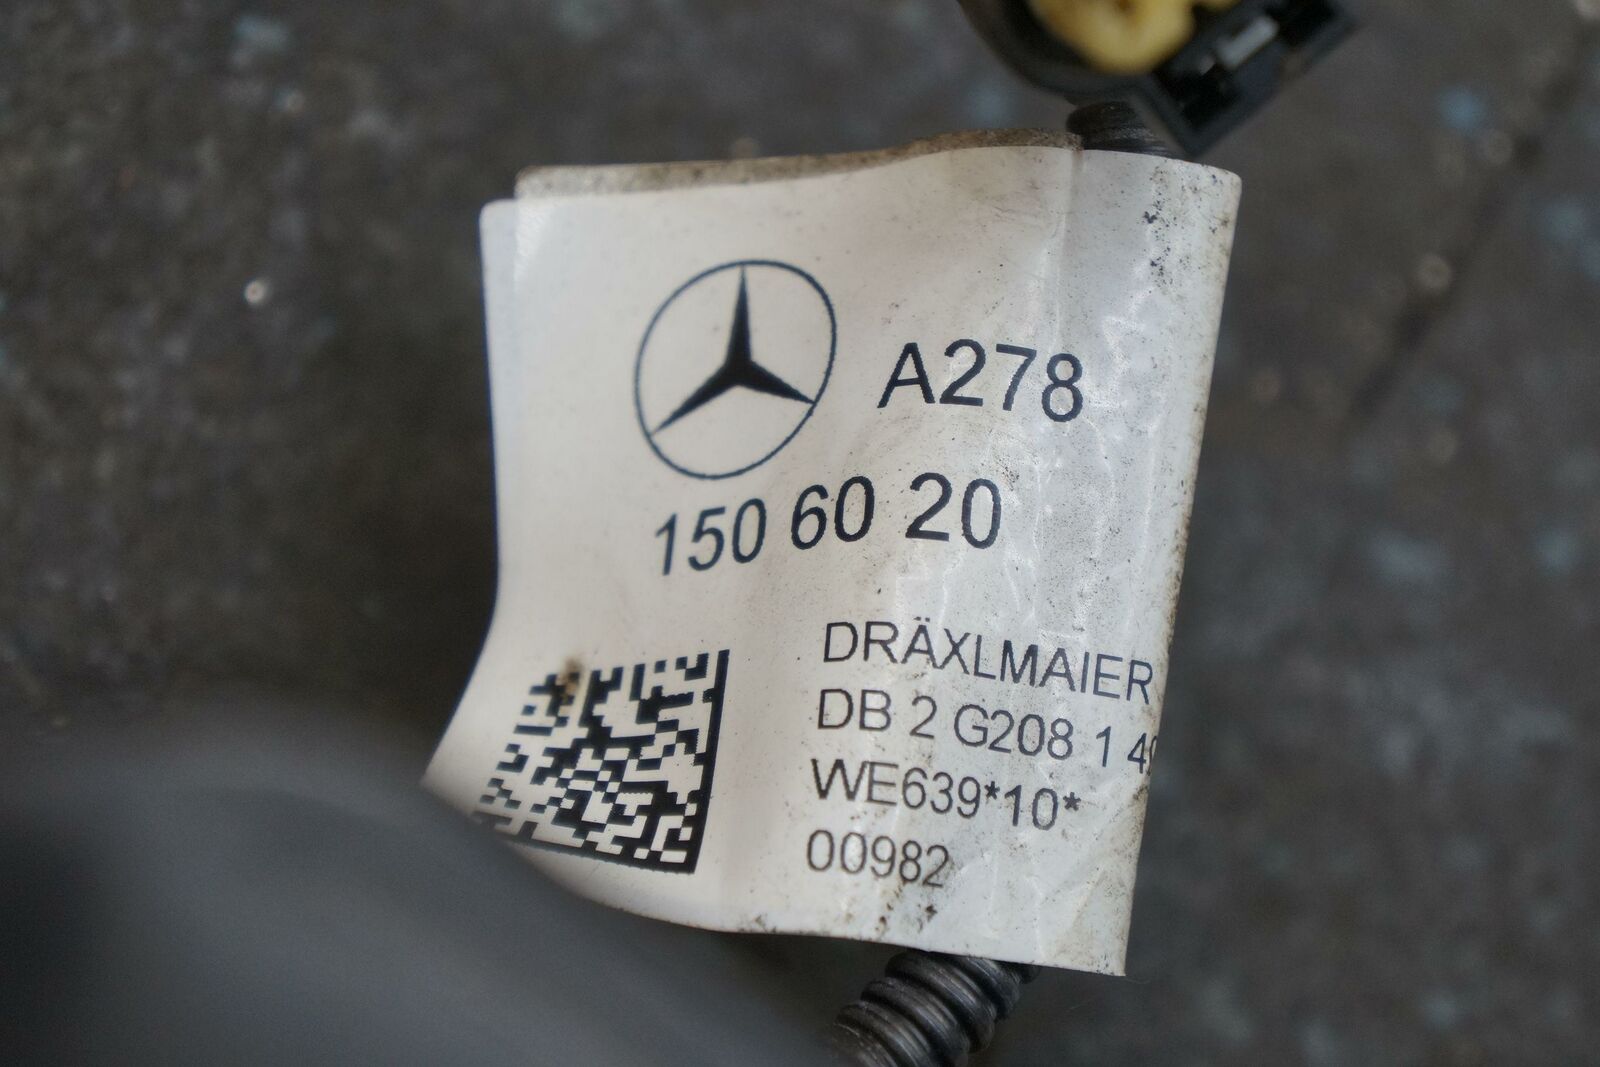 A278
150 60 20
DRÄXLMAIER
DB 2 G208 1
WE639*10*
00982